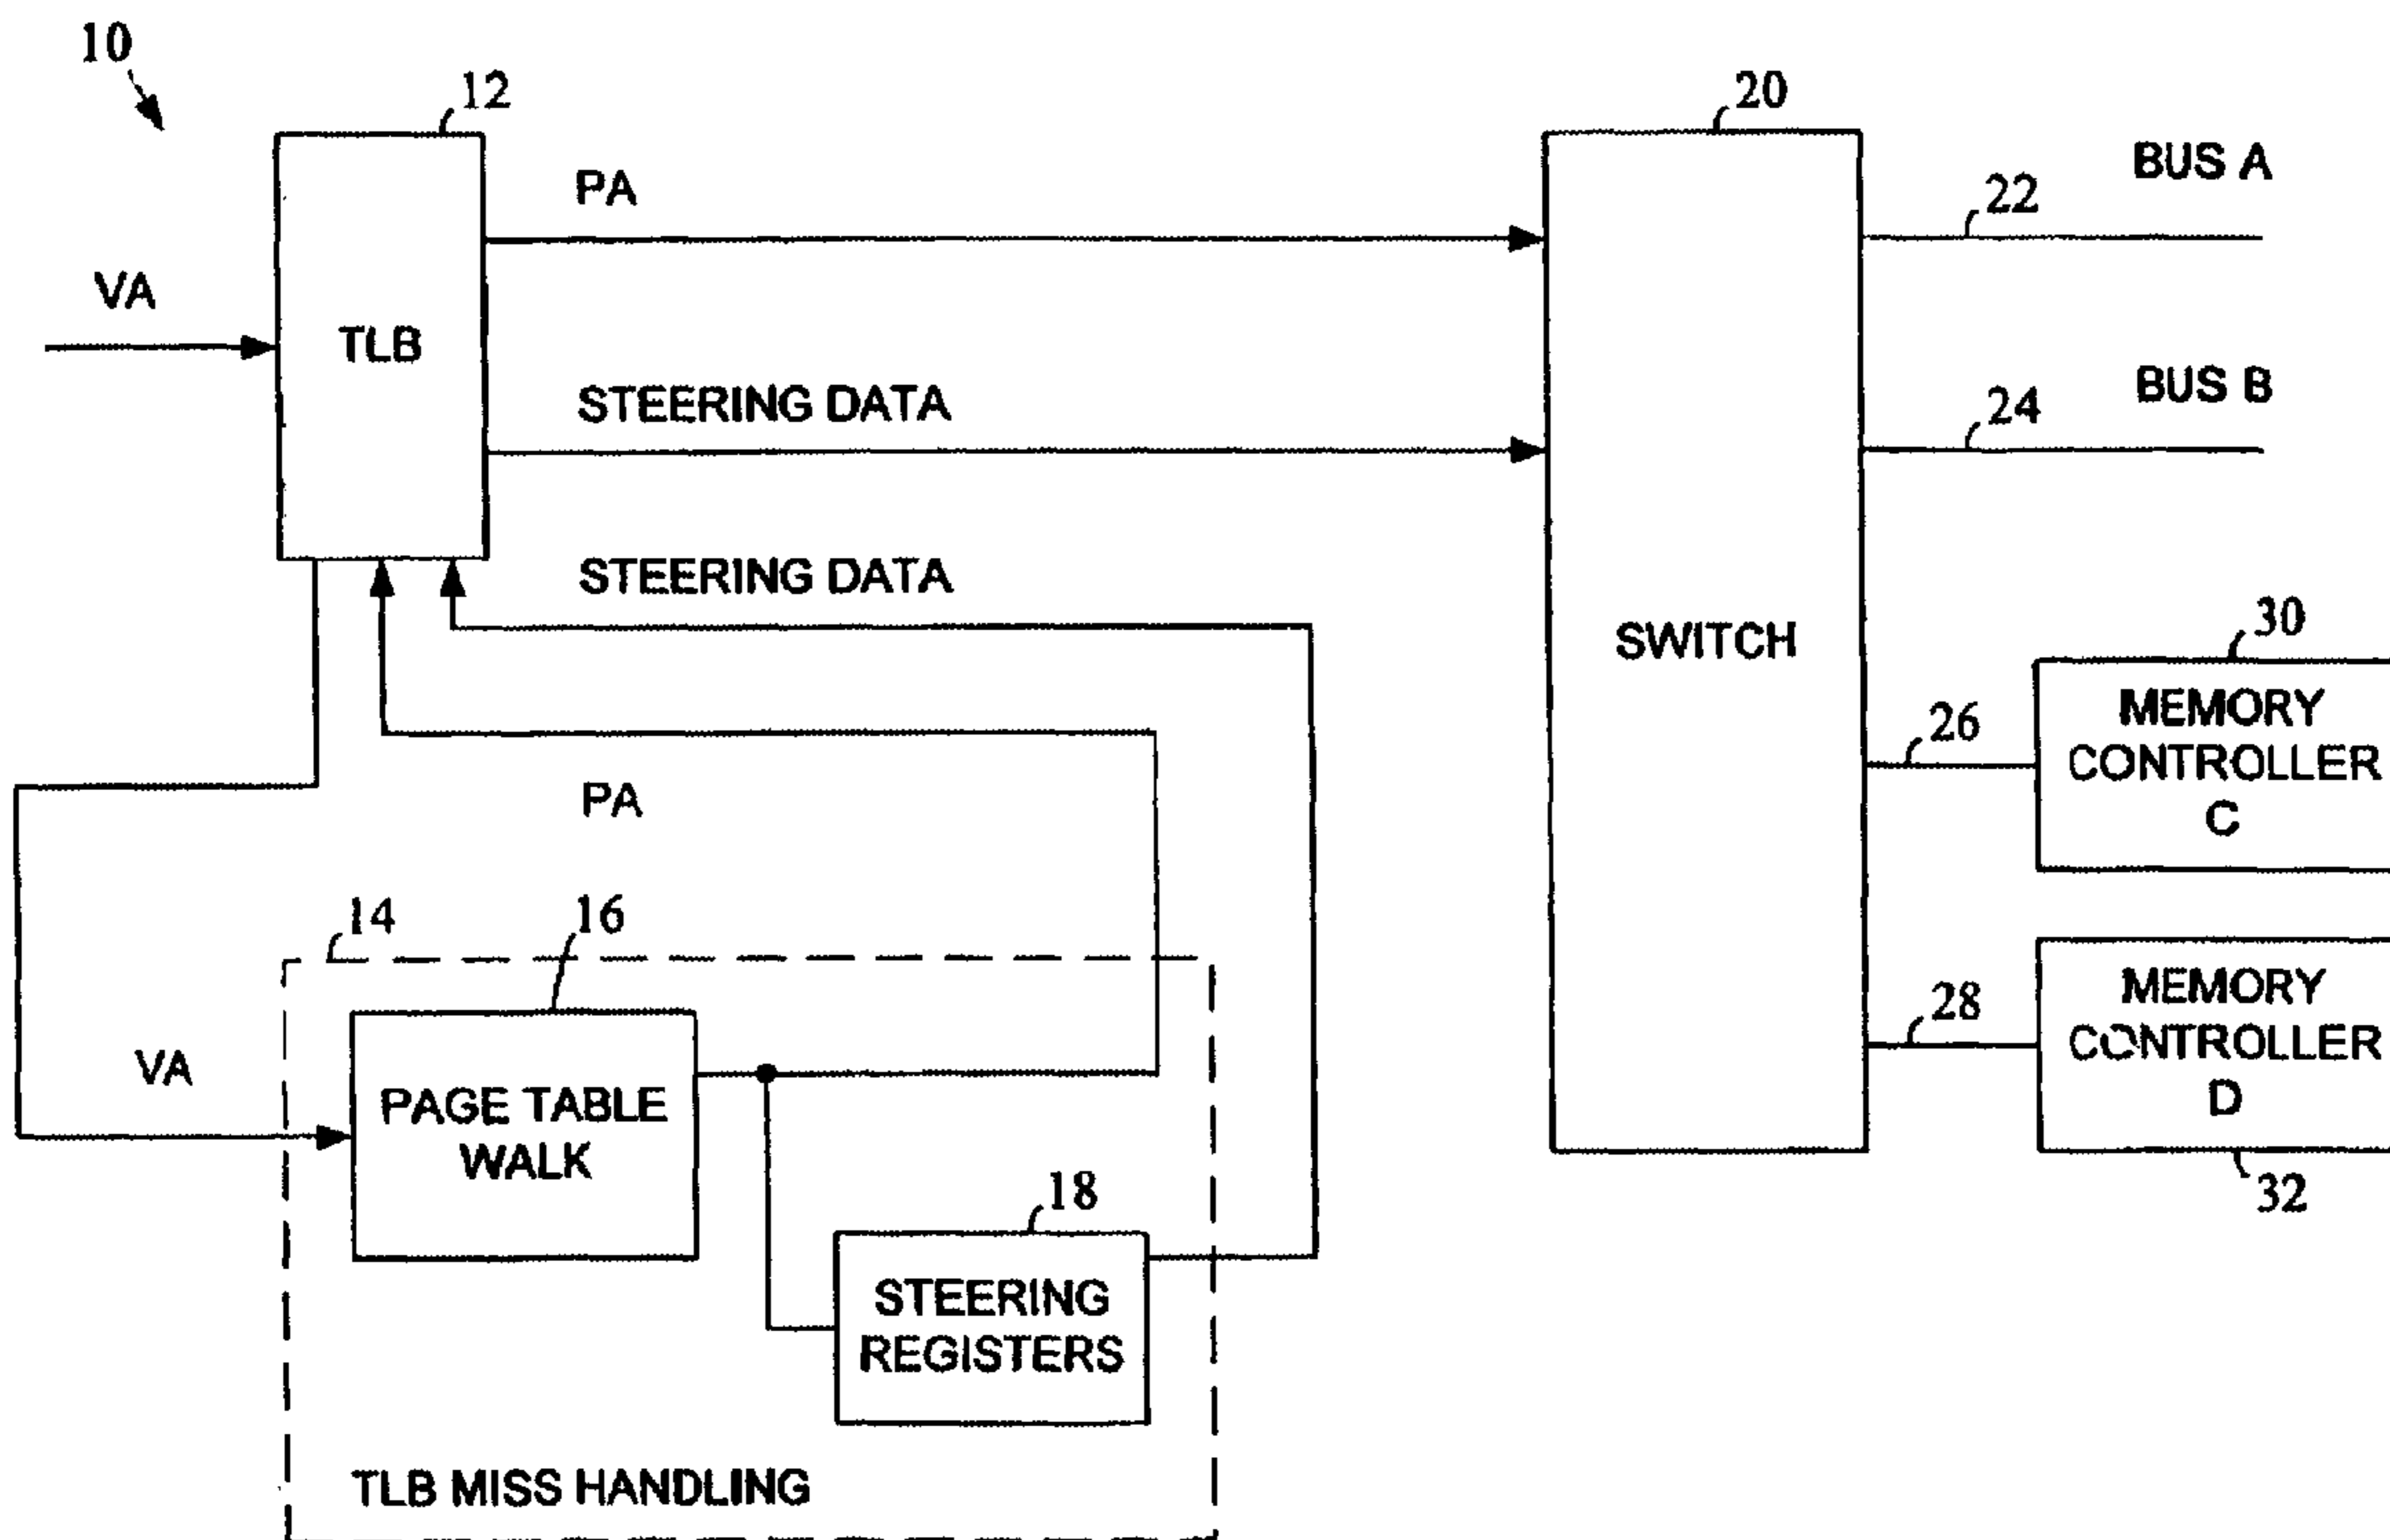 10
12
20
PA
BUS A
22
VA
TLB
STEERING DATA
BUS B
24
STEERING DATA
SWITCH
30
MEMORY
CONTROLLER
C
26
PA
14
16
MEMORY
CONTROLLER
D
28
VA
PAGE TABLE
WALK
32
18
STEERING
REGISTERS
TLB MISS HANDLING